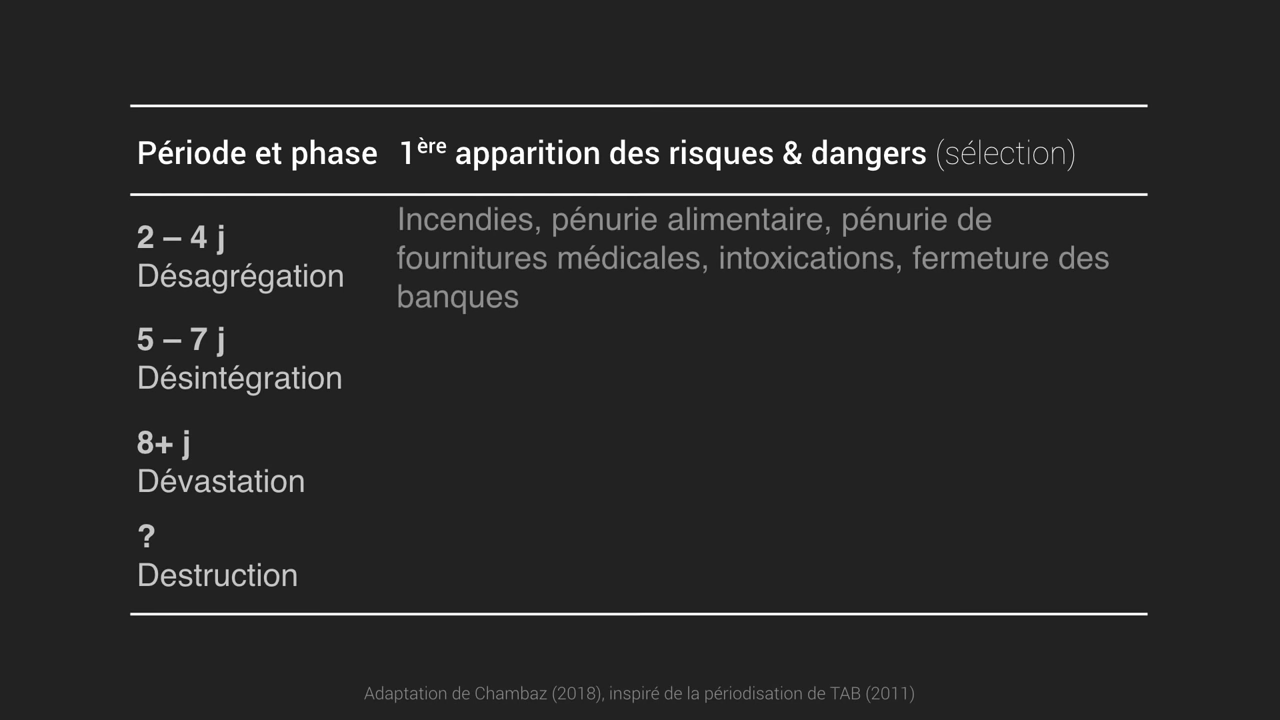 Période et phase 1ère apparition des risques & dangers (sélection)
2 – 4 j
Désagrégation
Incendies, pénurie alimentaire, pénurie de
fournitures médicales, intoxications, fermeture des
banques
5 – 7 j
Désintégration
8+ j
Dévastation
?
Destruction
Adaptation de Chambaz (2018), inspiré de la périodisation de TAB (2011)